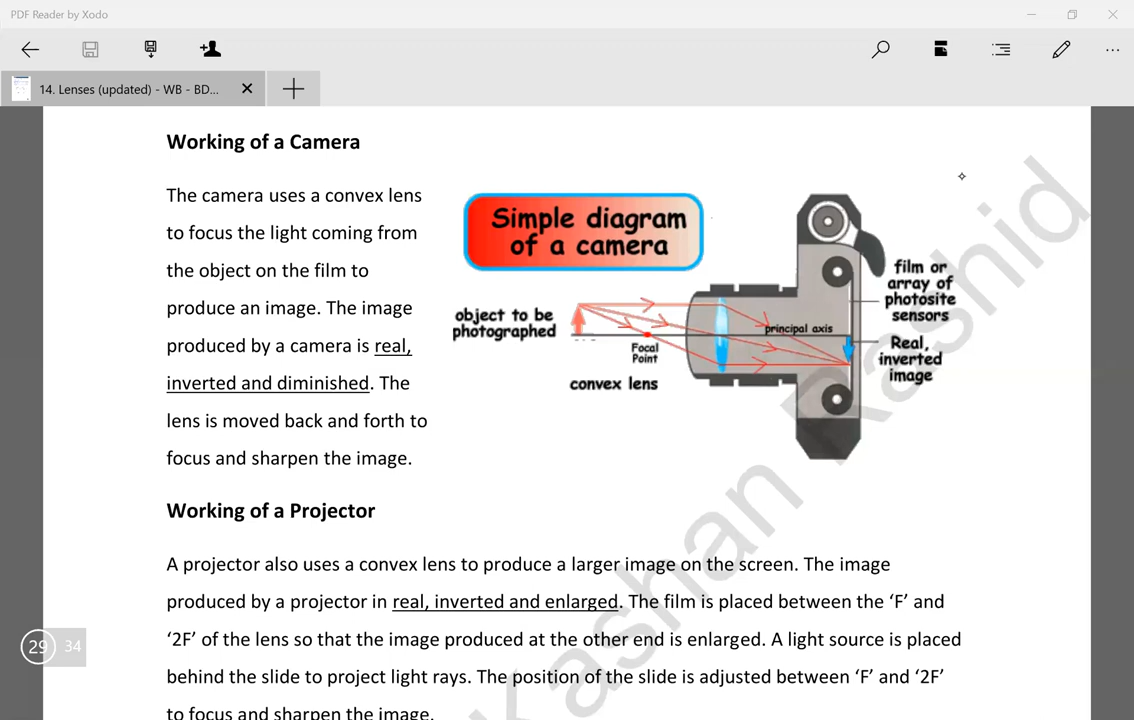 PDF Reader by Xodo
14. Lenses (updated) - WB - BD...
Working of a Camera
The camera uses a convex lens
to focus the light coming from
the object on the film to
produce an image. The image
produced by a camera is real,
inverted and diminished. The
lens is moved back and forth to
focus and sharpen the image.
Simple diagram
of a camera
object to be
photographed
Focal
Point
convex lens
principal axis
film or
array of
photosite
sensors
Real,
inverted
image
Working of a Projector
A projector also uses a convex lens to produce a larger image on the screen. The image
produced by a projector in real, inverted and enlarged. The film is placed between the ‘F’ and
‘2F’ of the lens so that the image produced at the other end is enlarged. A light source is placed
behind the slide to project light rays. The position of the slide is adjusted between ‘F’ and ‘2F’
to focus and sharpen the image.
29 34
Kashan Rashid